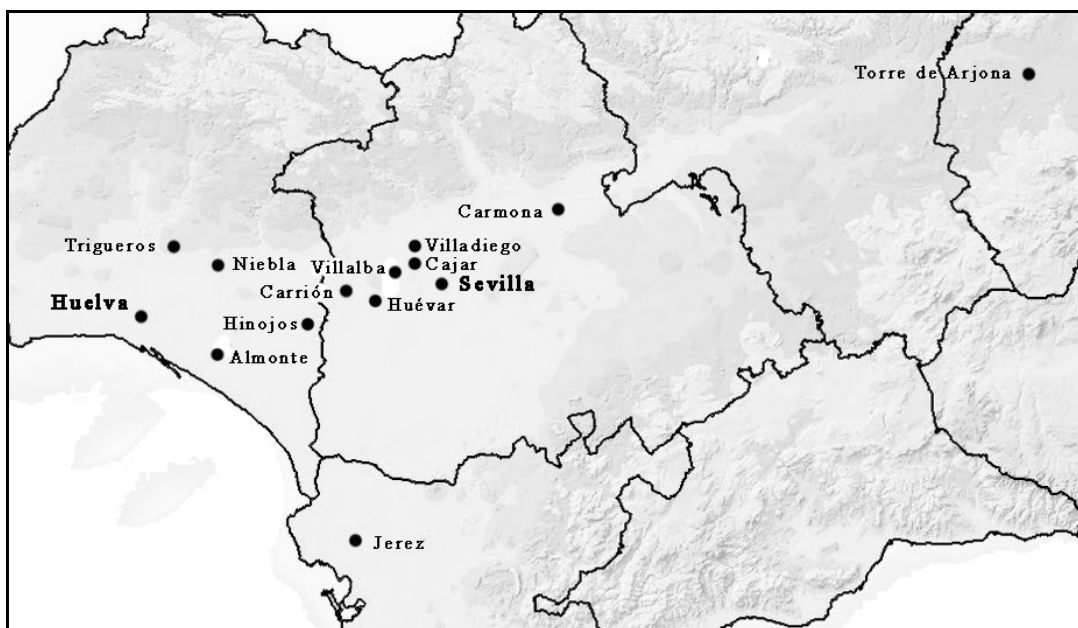 Torre de Arjona
Carmona
Trigueros
Villadiego
Niebla
Villalba
Cajar
Carrión
Sevilla
Huévar
Huelva
Hinojos
Almonte
Jerez